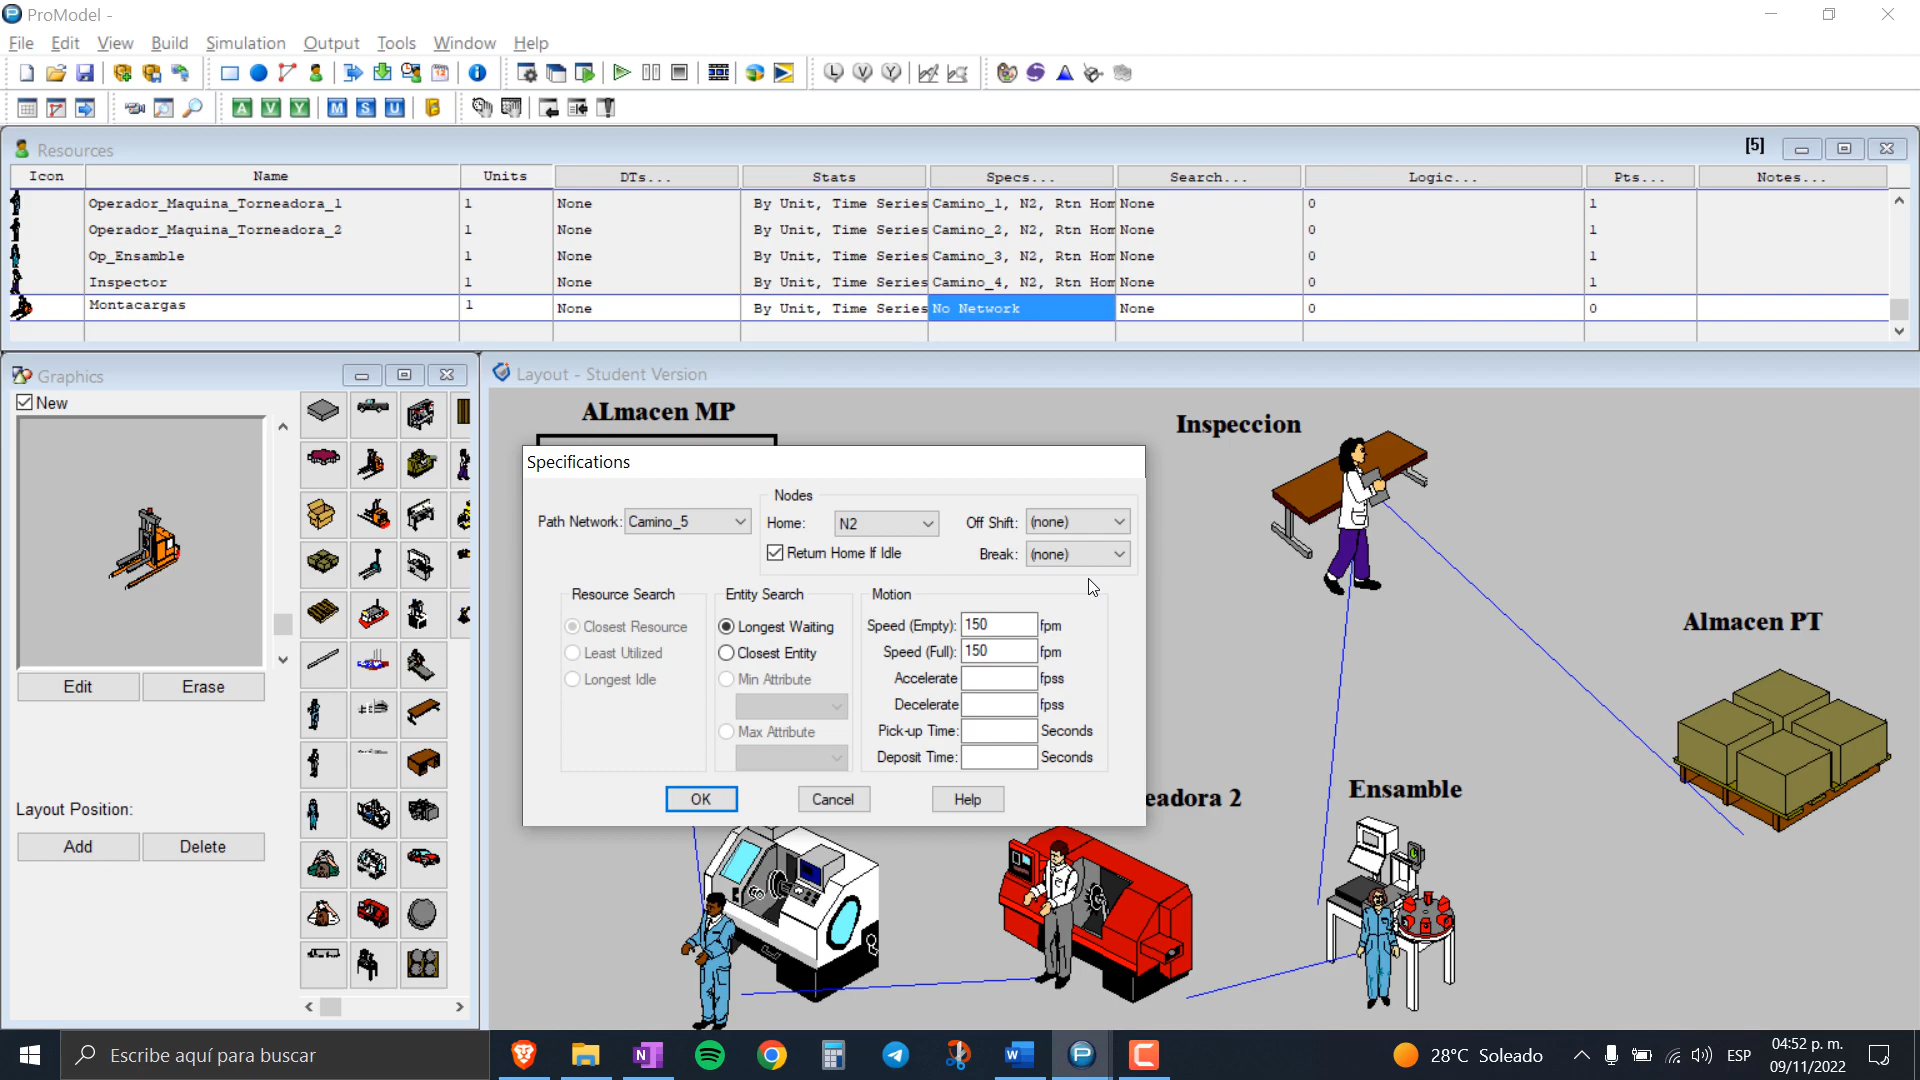 ProModel -
File Edit View Build Simulation Output Tools Window Help
Resources [5]
Icon Name Units DTs... Stats Specs... Search... Logic... Pts... Notes...
Operador_Maquina_Torneadora_1 1 None By Unit, Time Series Camino_1, N2, Rtn Hom None 0 1
Operador_Maquina_Torneadora_2 1 None By Unit, Time Series Camino_2, N2, Rtn Hom None 0 1
Op_Ensamble 1 None By Unit, Time Series Camino_3, N2, Rtn Hom None 0 1
Inspector 1 None By Unit, Time Series Camino_4, N2, Rtn Hom None 0 1
Montacargas 1 None By Unit, Time Series No Network None 0 0
Graphics
New
Edit Erase
Layout Position:
Add Delete
Layout - Student Version
ALmacen MP
Inspeccion
Almacen PT
Ensamble
eadora 2
Specifications
Nodes
Path Network: Camino_5 Home: N2 Off Shift: (none)
Return Home If Idle Break: (none)
Resource Search Entity Search Motion
Closest Resource Longest Waiting Speed (Empty): 150 fpm
Least Utilized Closest Entity Speed (Full): 150 fpm
Longest Idle Min Attribute Accelerate fpss
Decelerate fpss
Max Attribute Pick-up Time: Seconds
Deposit Time: Seconds
OK Cancel Help
Escribe aquí para buscar
28°C Soleado ESP 04:52 p. m.
09/11/2022